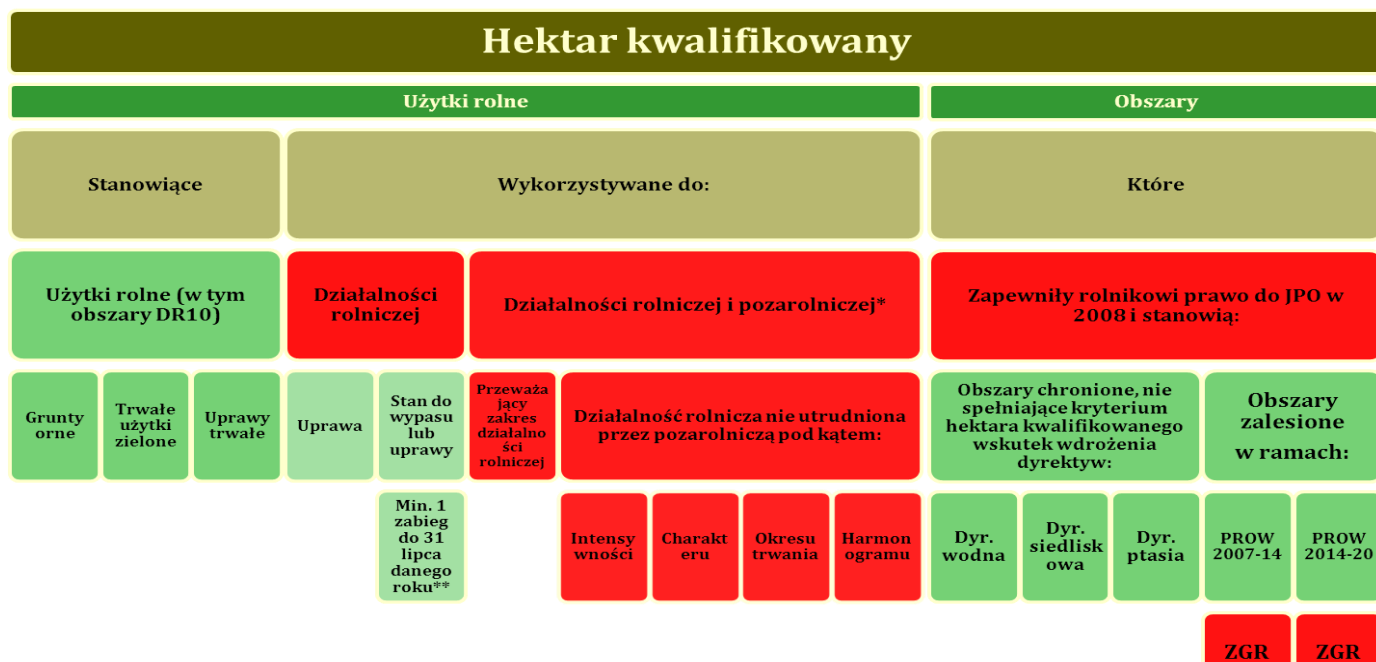 Hektar kwalifikowany
Użytki rolne
Obszary
Stanowiące
Wykorzystywane do:
Które
Użytki rolne (w tym
obszary DR10)
Działalności
rolniczej
Działalności rolniczej i pozarolniczej*
Zapewniły rolnikowi prawo do JPO w
2008 i stanowią:
Grunty
orne
Trwałe
użytki
zielone
Uprawy
trwałe
Uprawa
Stan do
wypasu
lub
uprawy
Przeważa
jący
zakres
działalno
ści
rolniczej
Działalność rolnicza nie utrudniona
przez pozarolniczą pod kątem:
Obszary chronione, nie
spełniające kryterium
hektara kwalifikowanego
wskutek wdrożenia
dyrektyw:
Obszary
zalesione
w ramach:
Min. 1
zabieg
do 31
lipca
danego
roku**
Intensy
wności
Charakt
eru
Okresu
trwania
Harmon
ogramu
Dyr.
wodna
Dyr.
siedlisk
owa
Dyr.
ptasia
PROW
2007-14
PROW
2014-20
ZGR
ZGR